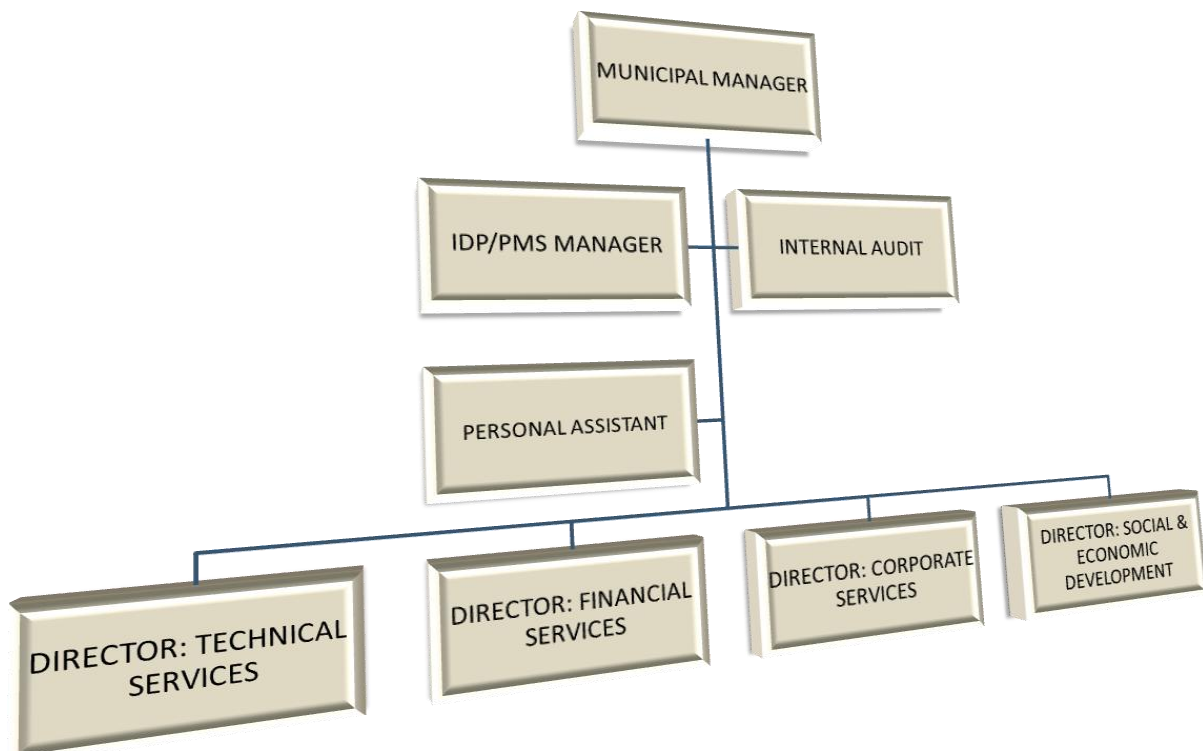 MUNICIPAL MANAGER
IDP/PMS MANAGER
INTERNAL AUDIT
PERSONAL ASSISTANT
DIRECTOR: TECHNICAL
SERVICES
DIRECTOR: FINANCIAL
SERVICES
DIRECTOR: CORPORATE
SERVICES
DIRECTOR: SOCIAL &
ECONOMIC
DEVELOPMENT